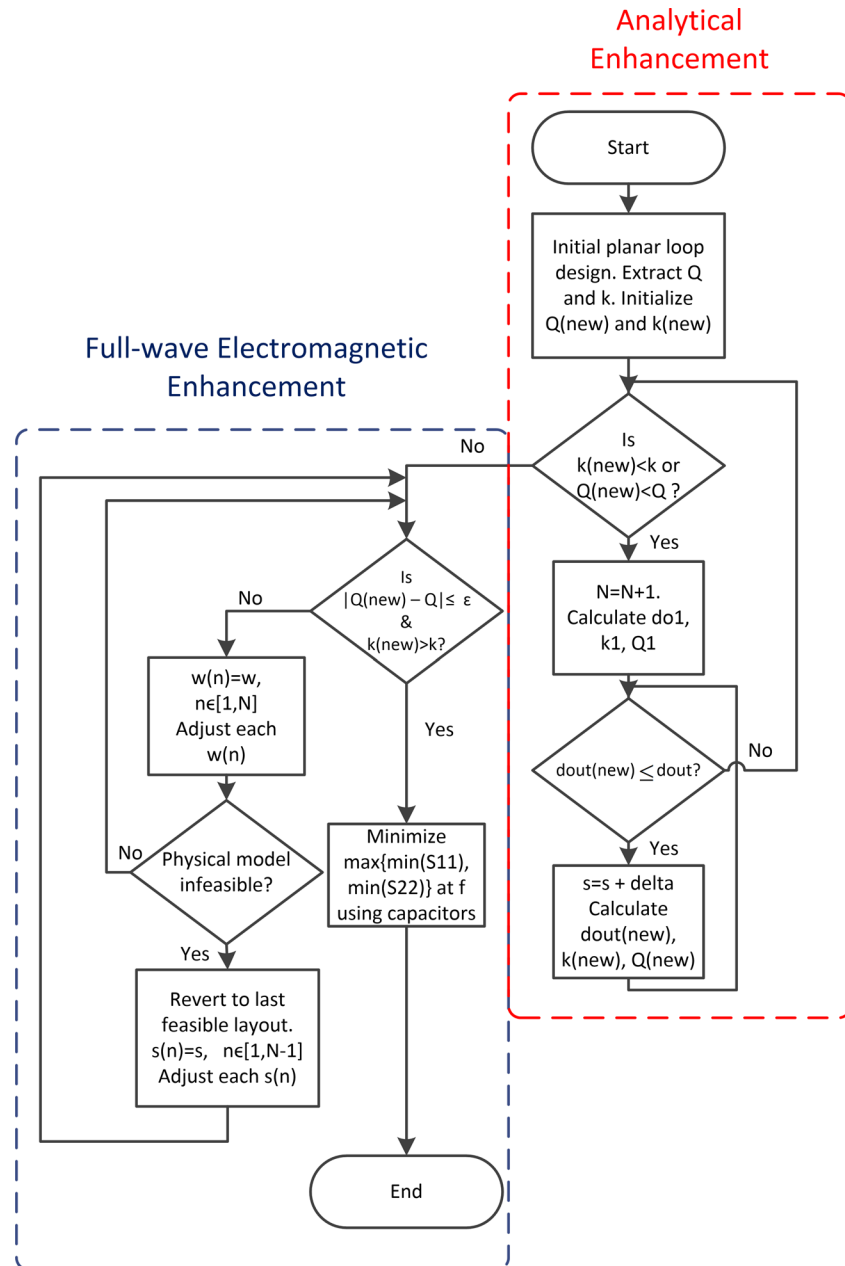 Analytical
Enhancement
Start
Initial planar loop
design. Extract Q
and k. Initialize
Q(new) and k(new)
Full-wave Electromagnetic
Enhancement
No
Is
k(new)<k or
Q(new)<Q ?
Yes
N=N+1.
Calculate do1,
k1, Q1
No
dout(new) ≤ dout?
Yes
s=s + delta
Calculate
dout(new),
k(new), Q(new)
Is
|Q(new) – Q|≤ ε
&
k(new)>k?
No
w(n)=w,
nϵ[1,N]
Adjust each
w(n)
Yes
No
Physical model
infeasible?
Minimize
max{min(S11),
min(S22)} at f
using capacitors
Yes
Revert to last
feasible layout.
s(n)=s, nϵ[1,N-1]
Adjust each s(n)
End